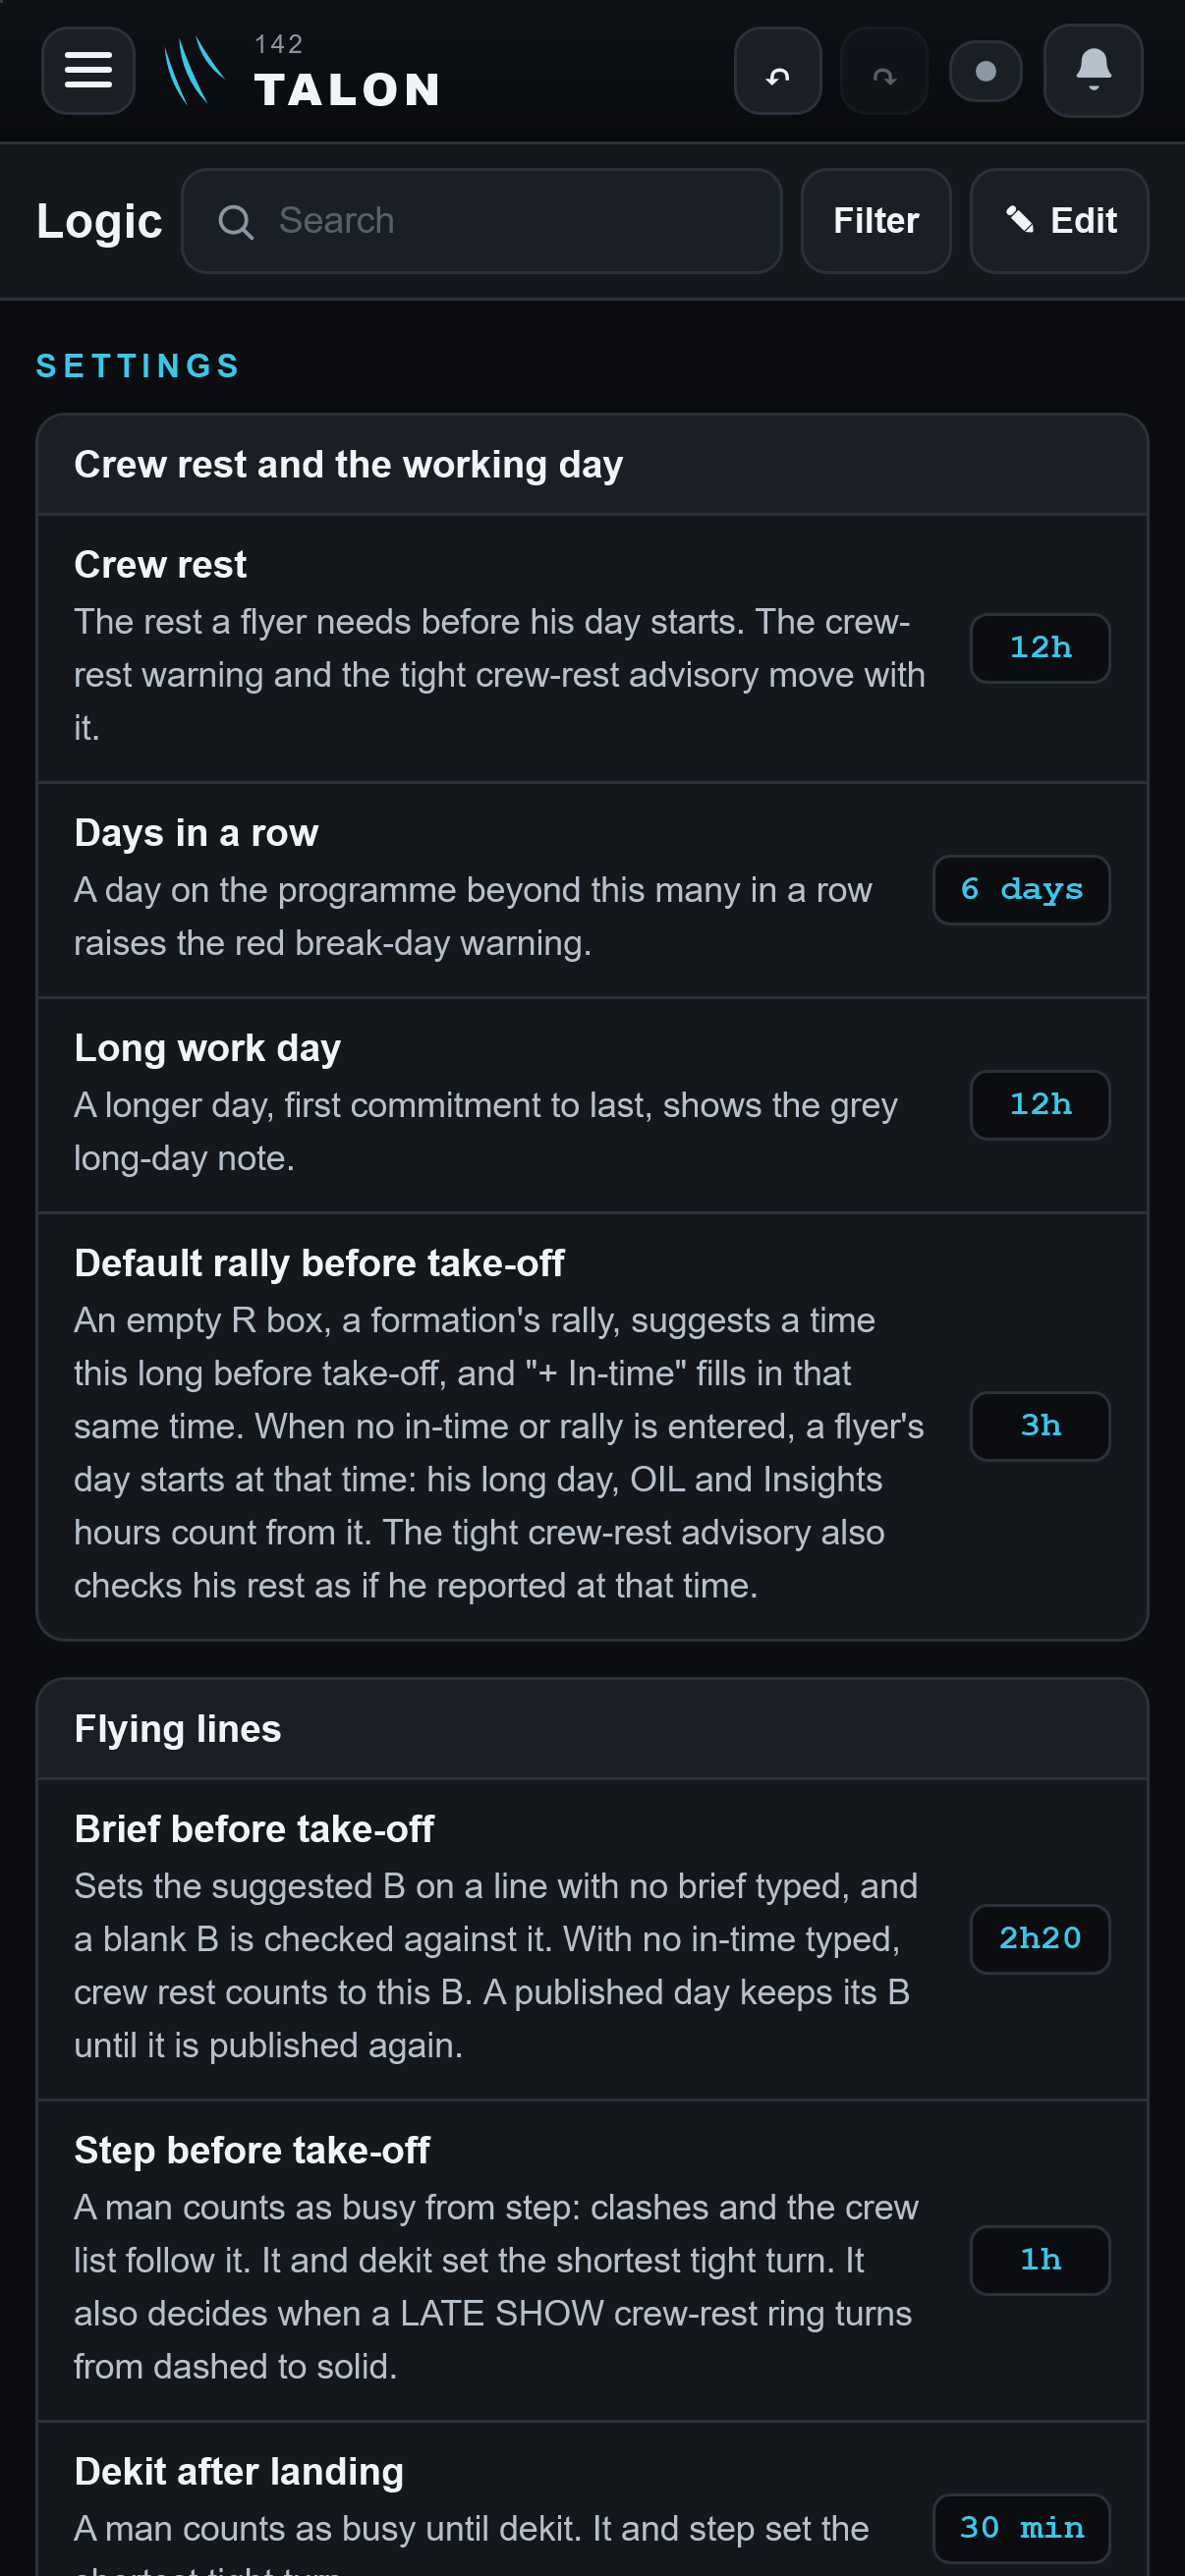 142
TALON
Logic
Search
Filter
Edit
SETTINGS
Crew rest and the working day
Crew rest
The rest a flyer needs before his day starts. The crew-
rest warning and the tight crew-rest advisory move with
it.
12h
Days in a row
A day on the programme beyond this many in a row
raises the red break-day warning.
6 days
Long work day
A longer day, first commitment to last, shows the grey
long-day note.
12h
Default rally before take-off
An empty R box, a formation's rally, suggests a time
this long before take-off, and "+ In-time" fills in that
same time. When no in-time or rally is entered, a flyer's
day starts at that time: his long day, OIL and Insights
hours count from it. The tight crew-rest advisory also
checks his rest as if he reported at that time.
3h
Flying lines
Brief before take-off
Sets the suggested B on a line with no brief typed, and
a blank B is checked against it. With no in-time typed,
crew rest counts to this B. A published day keeps its B
until it is published again.
2h20
Step before take-off
A man counts as busy from step: clashes and the crew
list follow it. It and dekit set the shortest tight turn. It
also decides when a LATE SHOW crew-rest ring turns
from dashed to solid.
1h
Dekit after landing
A man counts as busy until dekit. It and step set the
30 min